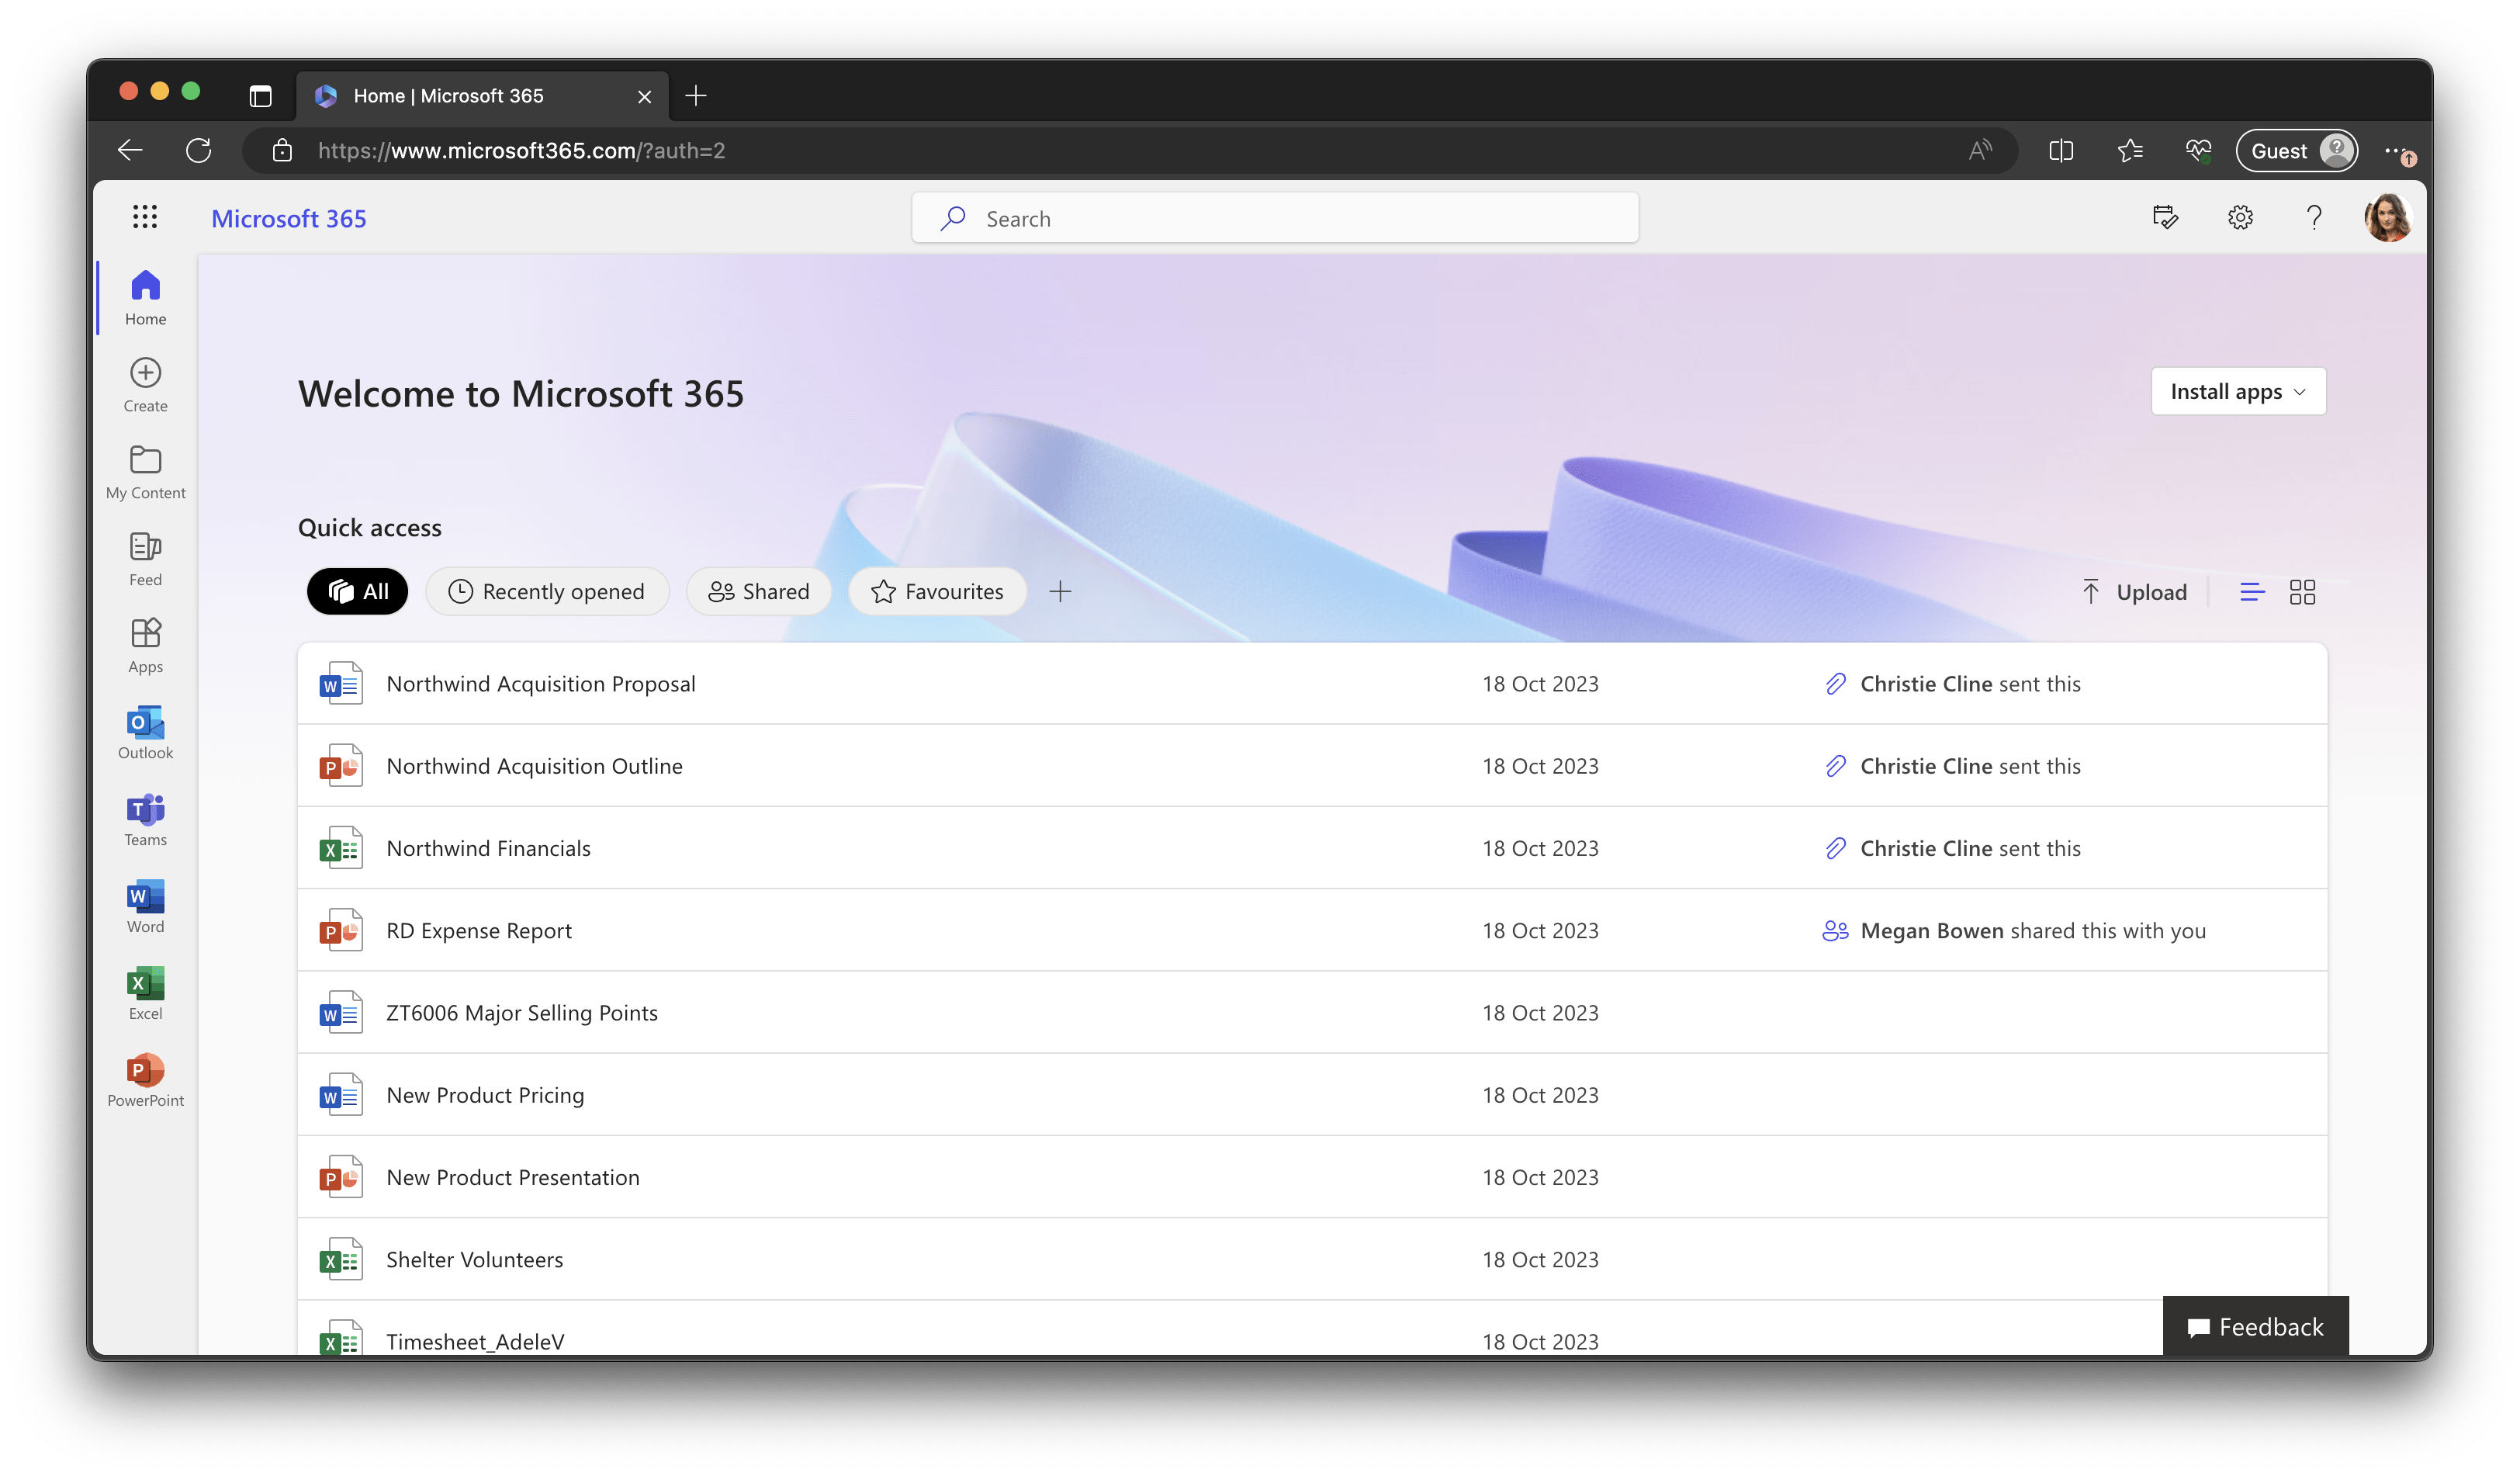 Home | Microsoft 365
https://www.microsoft365.com/?auth=2
Guest
Microsoft 365
Search
Home
Create
My Content
Feed
Apps
Outlook
Teams
Word
Excel
PowerPoint
Welcome to Microsoft 365
Install apps
Quick access
All
Recently opened
Shared
Favourites
Upload
Northwind Acquisition Proposal 18 Oct 2023 Christie Cline sent this
Northwind Acquisition Outline 18 Oct 2023 Christie Cline sent this
Northwind Financials 18 Oct 2023 Christie Cline sent this
RD Expense Report 18 Oct 2023 Megan Bowen shared this with you
ZT6006 Major Selling Points 18 Oct 2023
New Product Pricing 18 Oct 2023
New Product Presentation 18 Oct 2023
Shelter Volunteers 18 Oct 2023
Timesheet_AdeleV 18 Oct 2023
Feedback